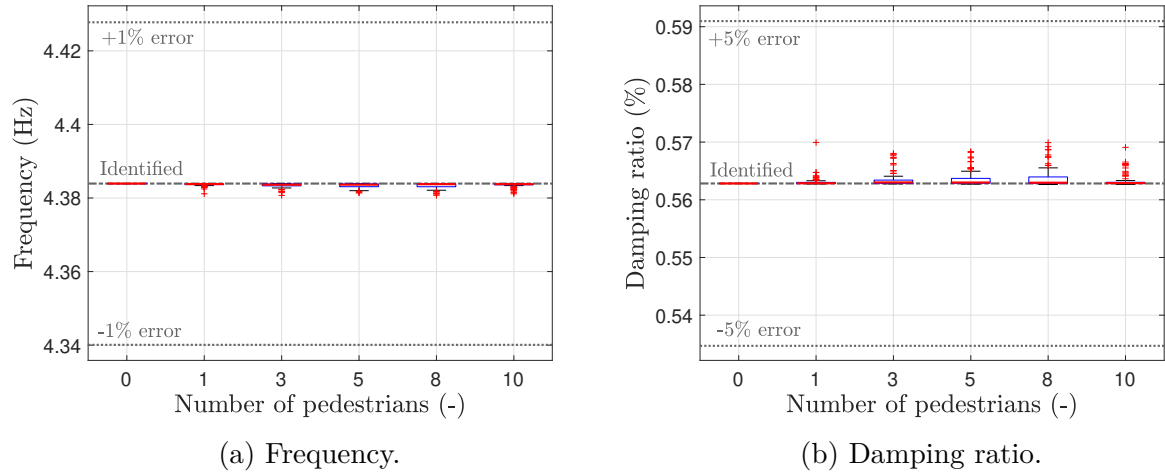 4.42
4.4
4.38
4.36
4.34
Frequency (Hz)
+1% error
Identified
-1% error
0 1 3 5 8 10
Number of pedestrians (-)
(a) Frequency.
0.59
0.58
0.57
0.56
0.55
0.54
Damping ratio (%)
+5% error
Identified
-5% error
0 1 3 5 8 10
Number of pedestrians (-)
(b) Damping ratio.